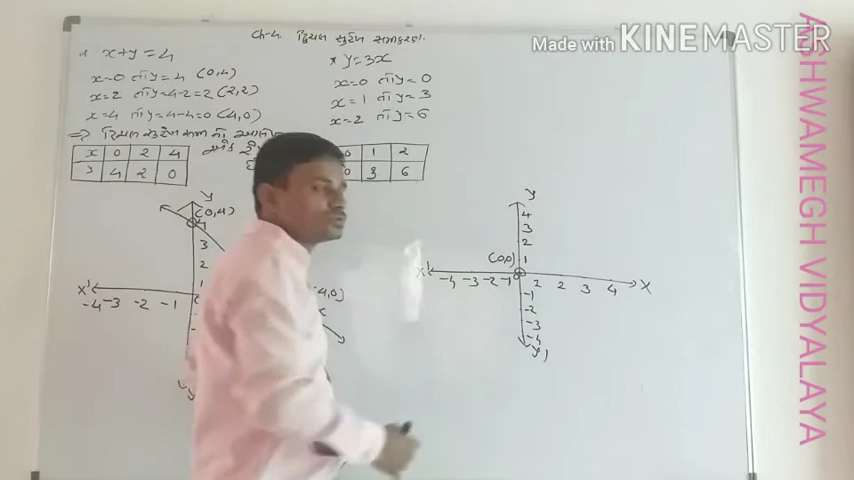 Made with KINEMASTER
ASHWAMEGH VIDYALAYA
Ch-4. દ્વિચલ સુરેખ સમીકરણ.
x+y=4
x=0 તો y=4 (0,4)
x=2 તો y=4-2=2 (2,2)
x=4 તો y=4-4=0 (4,0)
⇒ દ્વિચલ સુરેખ
x 0 2 4
4 2 0
* y=3x
x=0 તો y=0
x=1 તો y=3
x=2 તો y=6
0 1 2
0 3 6
y
(0,4)
4
3
2
1
X'
-4 -3 -2 -1
4,0)
y
4
3
2
1
(0,0)
X'
-4 -3 -2 -1 0
2 3 4
X
-1
-2
-3
-4
y'